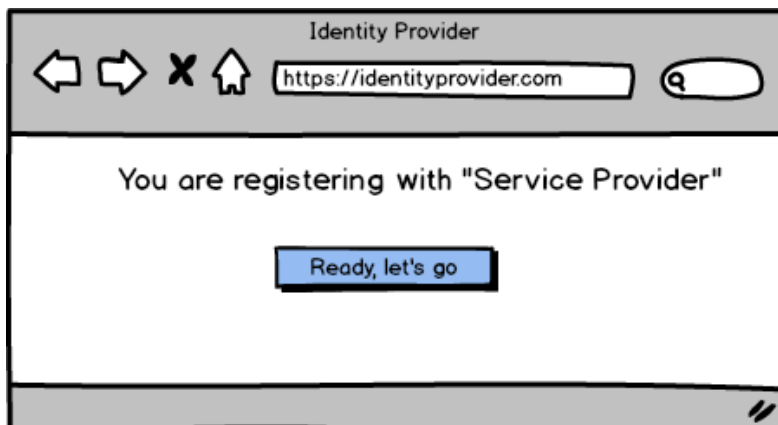 Identity Provider
https://identityprovider.com
You are registering with "Service Provider"
Ready, let's go